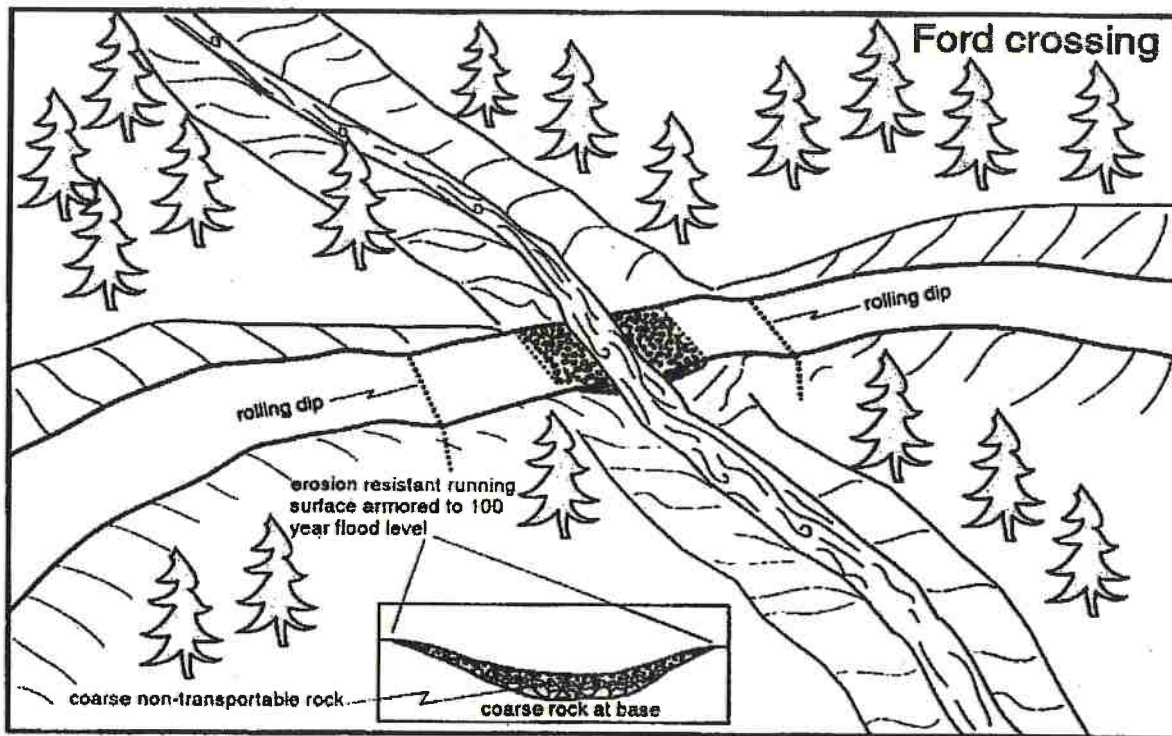 Ford crossing
rolling dip
rolling dip
erosion resistant running
surface armored to 100
year flood level
coarse non-transportable rock
coarse rock at base